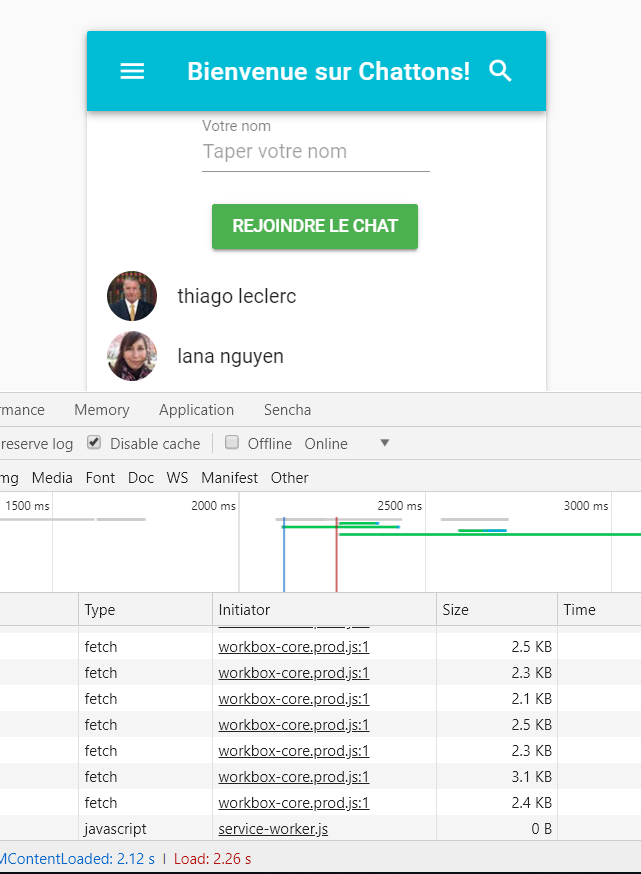 Bienvenue sur Chattons!
Votre nom
Taper votre nom
REJOINDRE LE CHAT
thiago leclerc
lana nguyen
rmance Memory Application Sencha
reserve log Disable cache Offline Online
mg Media Font Doc WS Manifest Other
1500 ms 2000 ms 2500 ms 3000 ms
Type Initiator Size Time
fetch workbox-core.prod.js:1 2.5 KB
fetch workbox-core.prod.js:1 2.3 KB
fetch workbox-core.prod.js:1 2.1 KB
fetch workbox-core.prod.js:1 2.5 KB
fetch workbox-core.prod.js:1 2.3 KB
fetch workbox-core.prod.js:1 3.1 KB
fetch workbox-core.prod.js:1 2.4 KB
javascript service-worker.js 0 B
MContentLoaded: 2.12 s | Load: 2.26 s